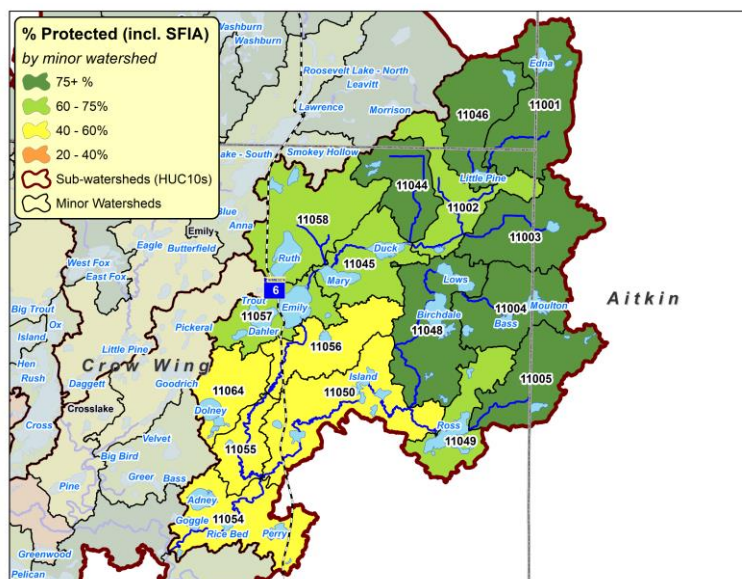 % Protected (incl. SFIA)
by minor watershed
75+ %
60 - 75%
40 - 60%
20 - 40%
Sub-watersheds (HUC10s)
Minor Watersheds
Washburn
Washburn
Roosevelt Lake - North
Leavitt
Lawrence
Morrison
Edna
11046
11001
Lake - South
Smokey Hollow
11044
Little Pine
11002
Blue
Anna
11058
11003
Emily
Eagle
Butterfield
Duck
West Fox
East Fox
Ruth
11045
Mary
Lows
6
Big Trout
Ox
Island
Trout
11057
Emily
11004
Moulton
Aitkin
Birchdale
Bass
Pickeral
Dahler
11048
Hen
Rush
Little Pine
11056
Crow Wing
Daggett
Goodrich
11064
Island
11050
11005
Crosslake
Dolney
Cross
Velvet
Ross
11049
Big Bird
11055
Greer
Bass
Pine
Adney
Goggle
11054
Rice Bed
Perry
Greenwood
Pelican